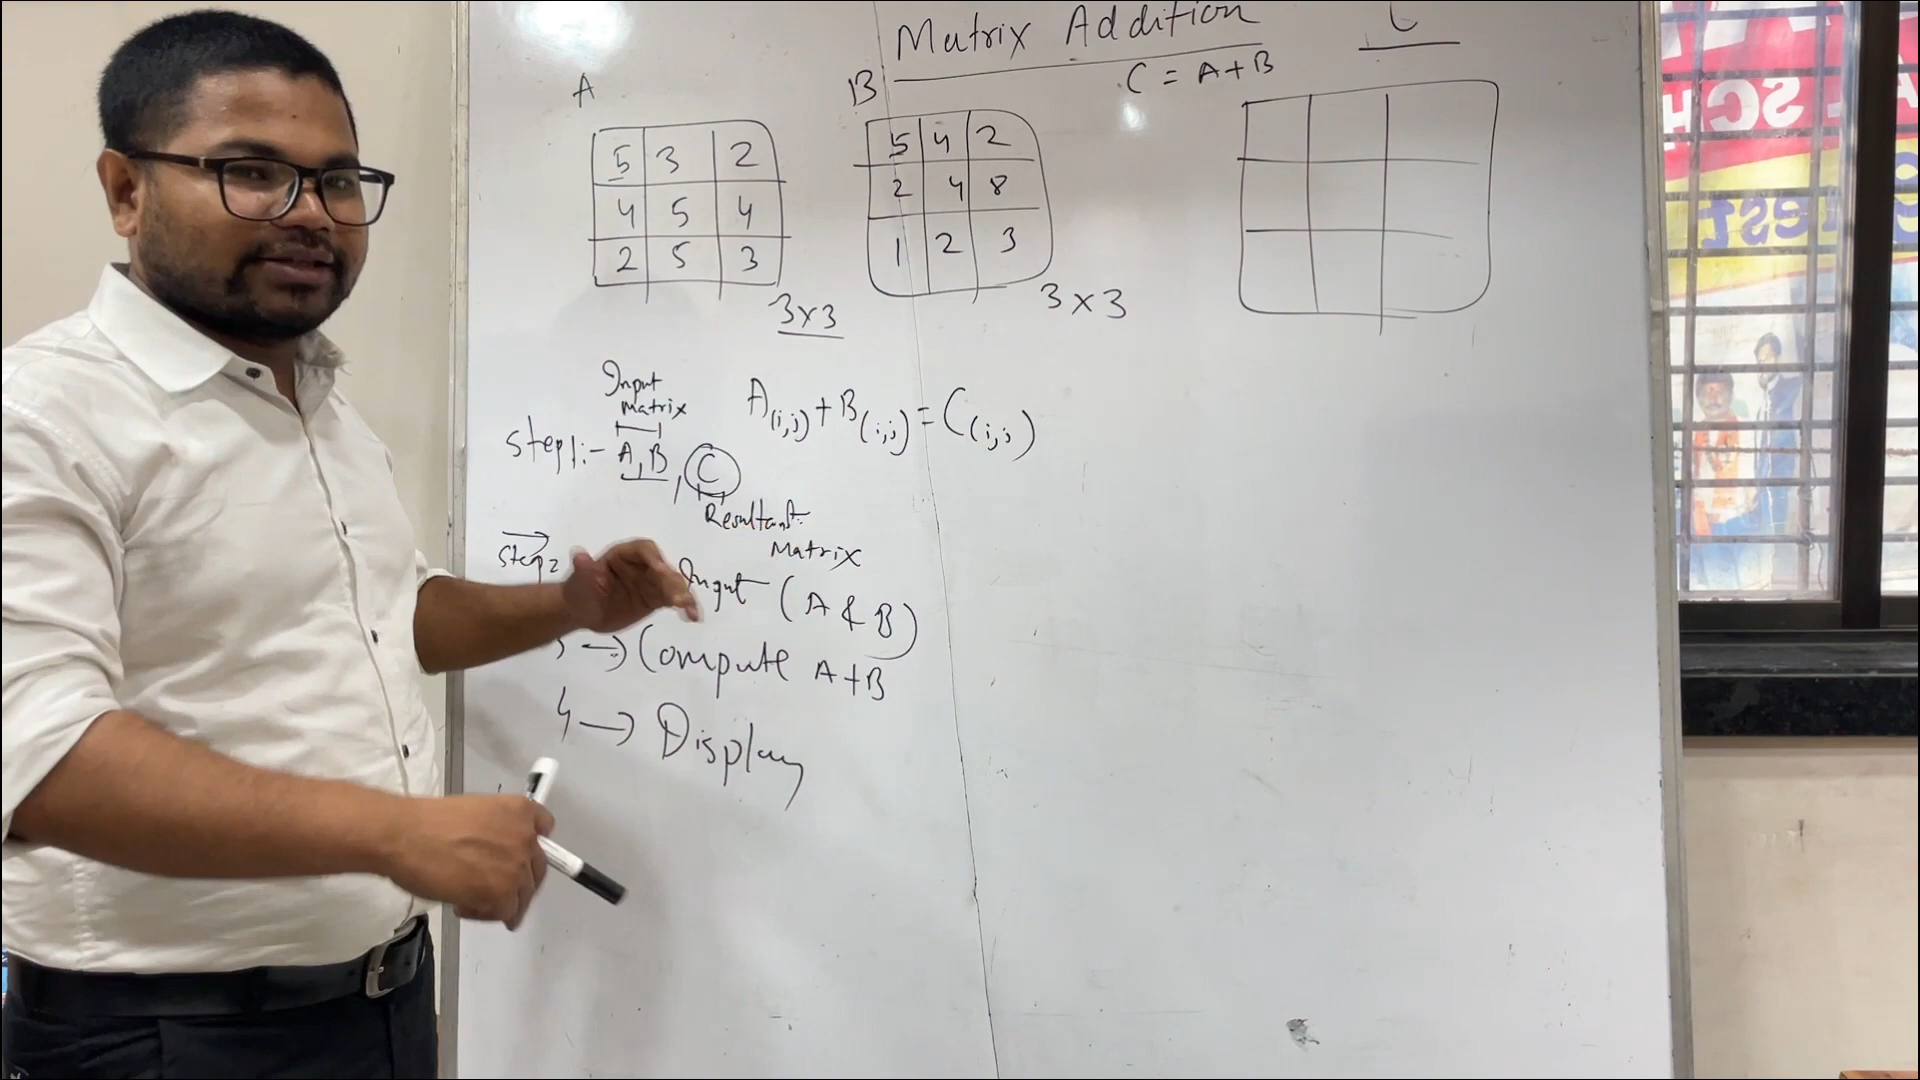 Matrix Addition
C = A+B
C
A
5 3 2
4 5 4
2 5 3
3x3
B
5 4 2
2 4 8
1 2 3
3 x 3
Input
Matrix
A(i,j) + B(i,j) = C(i,j)
Step1:- A, B, C
Resultant
Matrix
Step2
Input (A & B)
→ Compute A+B
4 → Display
SCH